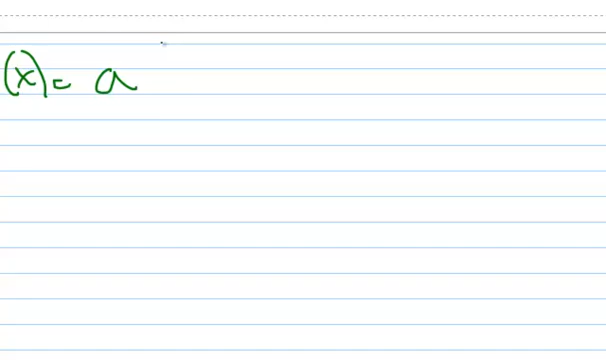 (x) = a